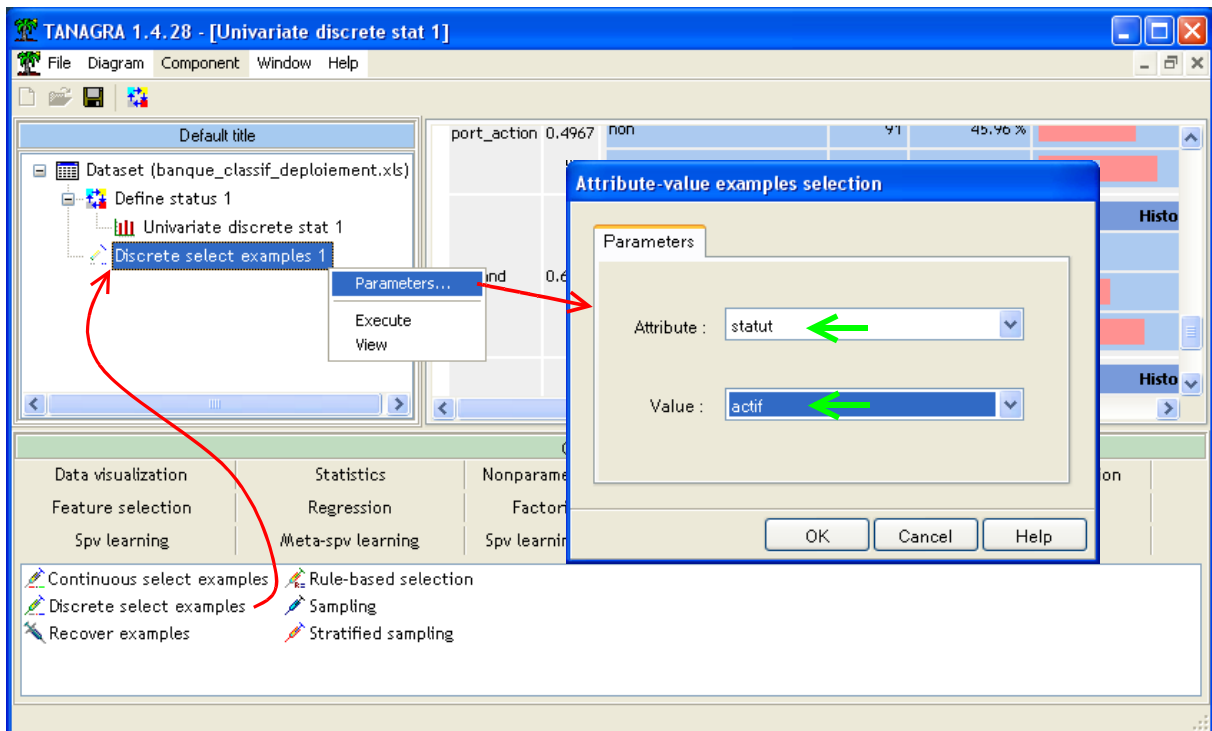 TANAGRA 1.4.28 - [Univariate discrete stat 1]
File Diagram Component Window Help
Default title
Dataset (banque_classif_deploiement.xls)
Define status 1
Univariate discrete stat 1
Discrete select examples 1
Parameters...
Execute
View
port_action 0.4967 non 91 45.96 %
Histo
Histo
Attribute-value examples selection
Parameters
Attribute : statut
Value : actif
OK Cancel Help
Data visualization Statistics
Feature selection Regression
Spv learning Meta-spv learning
Continuous select examples Rule-based selection
Discrete select examples Sampling
Recover examples Stratified sampling